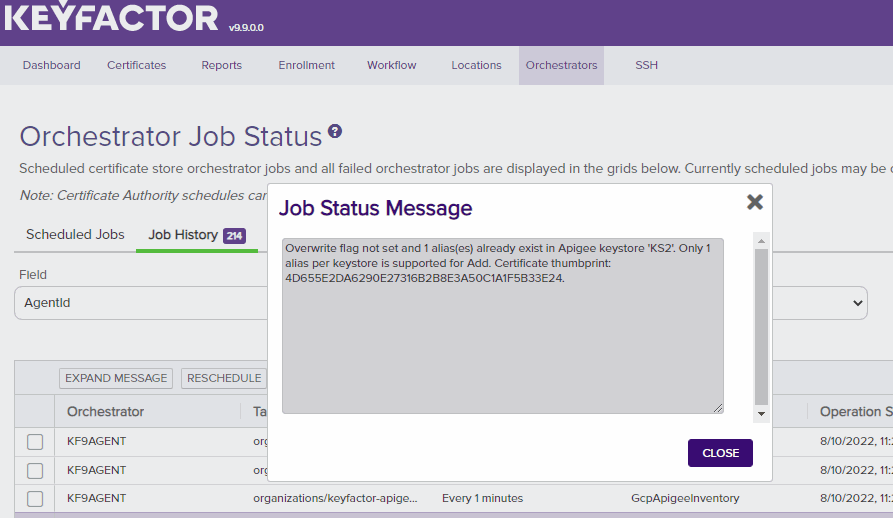 KEYFACTOR v9.9.0.0
Dashboard Certificates Reports Enrollment Workflow Locations Orchestrators SSH
Orchestrator Job Status ?
Scheduled certificate store orchestrator jobs and all failed orchestrator jobs are displayed in the grids below. Currently scheduled jobs may be
Note: Certificate Authority schedules can
Job Status Message
Overwrite flag not set and 1 alias(es) already exist in Apigee keystore 'KS2'. Only 1
alias per keystore is supported for Add. Certificate thumbprint:
4D655E2DA6290E27316B2B8E3A50C1A1F5B33E24.
CLOSE
Scheduled Jobs Job History 214
Field
AgentId
EXPAND MESSAGE RESCHEDULE
Orchestrator Ta Operation S
KF9AGENT org 8/10/2022, 11:2
KF9AGENT org 8/10/2022, 11:2
KF9AGENT organizations/keyfactor-apige... Every 1 minutes GcpApigeeInventory 8/10/2022, 11:2